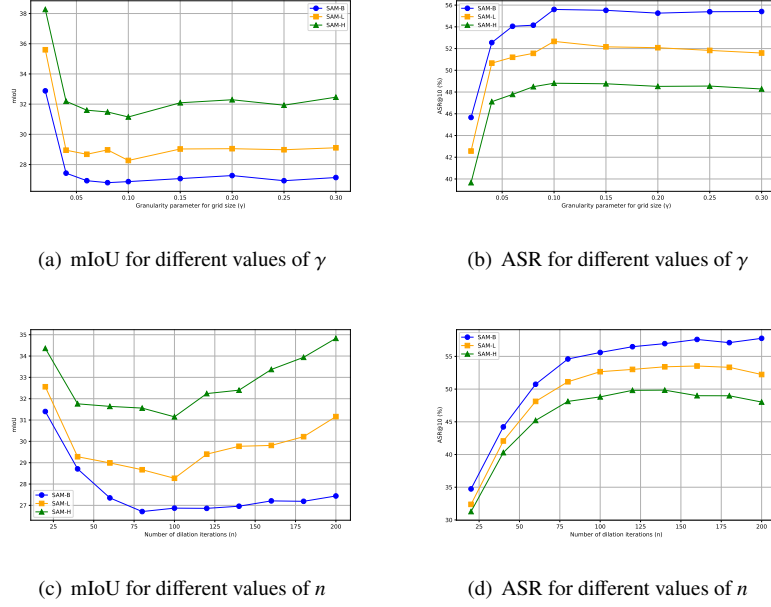 38
36
34
32
30
28
mIoU
0.05 0.10 0.15 0.20 0.25 0.30
Granularity parameter for grid size (γ)
SAM-B
SAM-L
SAM-H
56
54
52
50
48
46
44
42
40
ASR@10 (%)
0.05 0.10 0.15 0.20 0.25 0.30
Granularity parameter for grid size (γ)
SAM-B
SAM-L
SAM-H
(a) mIoU for different values of γ
(b) ASR for different values of γ
35
34
33
32
31
30
29
28
27
mIoU
25 50 75 100 125 150 175 200
Number of dilation iterations (n)
SAM-B
SAM-L
SAM-H
55
50
45
40
35
30
ASR@10 (%)
25 50 75 100 125 150 175 200
Number of dilation iterations (n)
SAM-B
SAM-L
SAM-H
(c) mIoU for different values of n
(d) ASR for different values of n